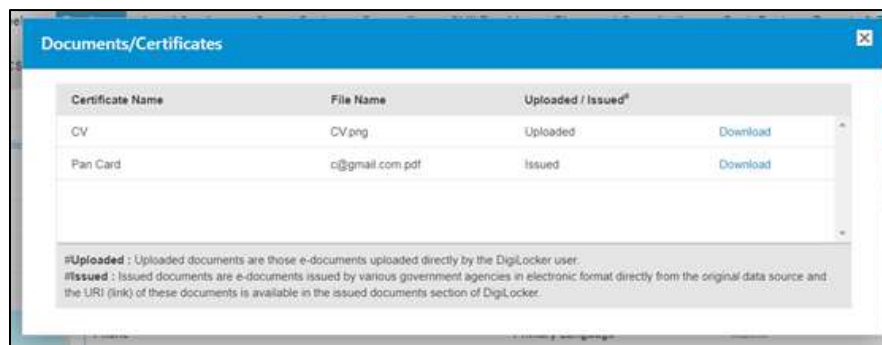 Documents/Certificates
Certificate Name File Name Uploaded / Issued#
CV CV.png Uploaded Download
Pan Card c@gmail.com.pdf Issued Download
#Uploaded : Uploaded documents are those e-documents uploaded directly by the DigiLocker user.
#Issued : Issued documents are e-documents issued by various government agencies in electronic format directly from the original data source and
the URI (link) of these documents is available in the issued documents section of DigiLocker.
Primary Language